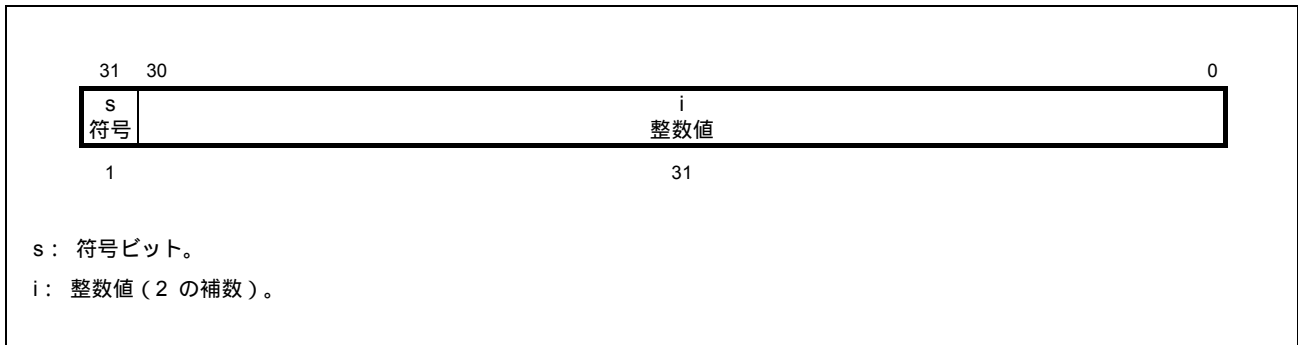 31 30 0
s i
符号 整数値
1 31
s： 符号ビット。
i： 整数値（2 の補数）。